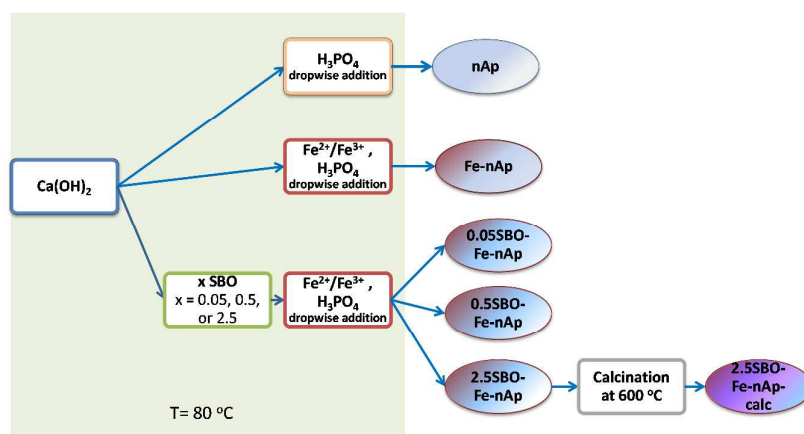 H₃PO₄
dropwise addition
nAp
Fe²⁺/Fe³⁺ ,
H₃PO₄
dropwise addition
Fe-nAp
Ca(OH)₂
x SBO
x = 0.05, 0.5,
or 2.5
Fe²⁺/Fe³⁺ ,
H₃PO₄
dropwise addition
0.05SBO-
Fe-nAp
0.5SBO-
Fe-nAp
2.5SBO-
Fe-nAp
Calcination
at 600 °C
2.5SBO-
Fe-nAp-
calc
T= 80 °C